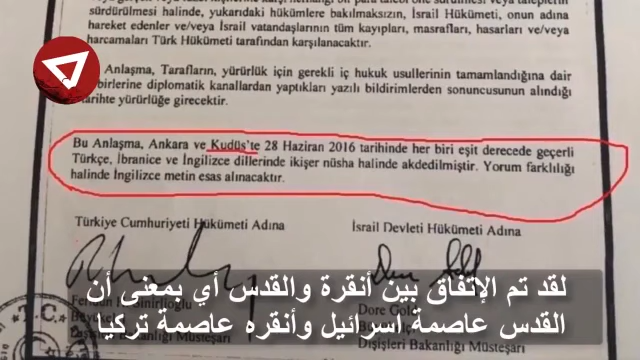 sürdürülmesi halinde, yukarıdaki hükümlere bakılmaksızın, İsrail Hükümeti, onun adına
hareket edenler ve/veya İsrail vatandaşlarının tüm kayıpları, masrafları, hasarları ve/veya
harcamaları Türk Hükümeti tarafından karşılanacaktır.
Anlaşma, Tarafların, yürürlük için gerekli iç hukuk usullerinin tamamlandığına dair
birlerine diplomatik kanallardan yaptıkları yazılı bildirimlerden sonuncusunun alındığı
tarihte yürürlüğe girecektir.
Bu Anlaşma, Ankara ve Kudüs'te 28 Haziran 2016 tarihinde her biri eşit derecede geçerli
Türkçe, İbranice ve İngilizce dillerinde ikişer nüsha halinde akdedilmiştir. Yorum farklılığı
halinde İngilizce metin esas alınacaktır.
Türkiye Cumhuriyeti Hükümeti Adına
İsrail Devleti Hükümeti Adına
لقد تم الإتفاق بين أنقرة والقدس أي بمعنى أن
القدس عاصمة اسرائيل وأنقره عاصمة تركيا
Dışişleri Bakanlığı Müsteşarı
Dışişleri Bakanlığı Müsteşarı